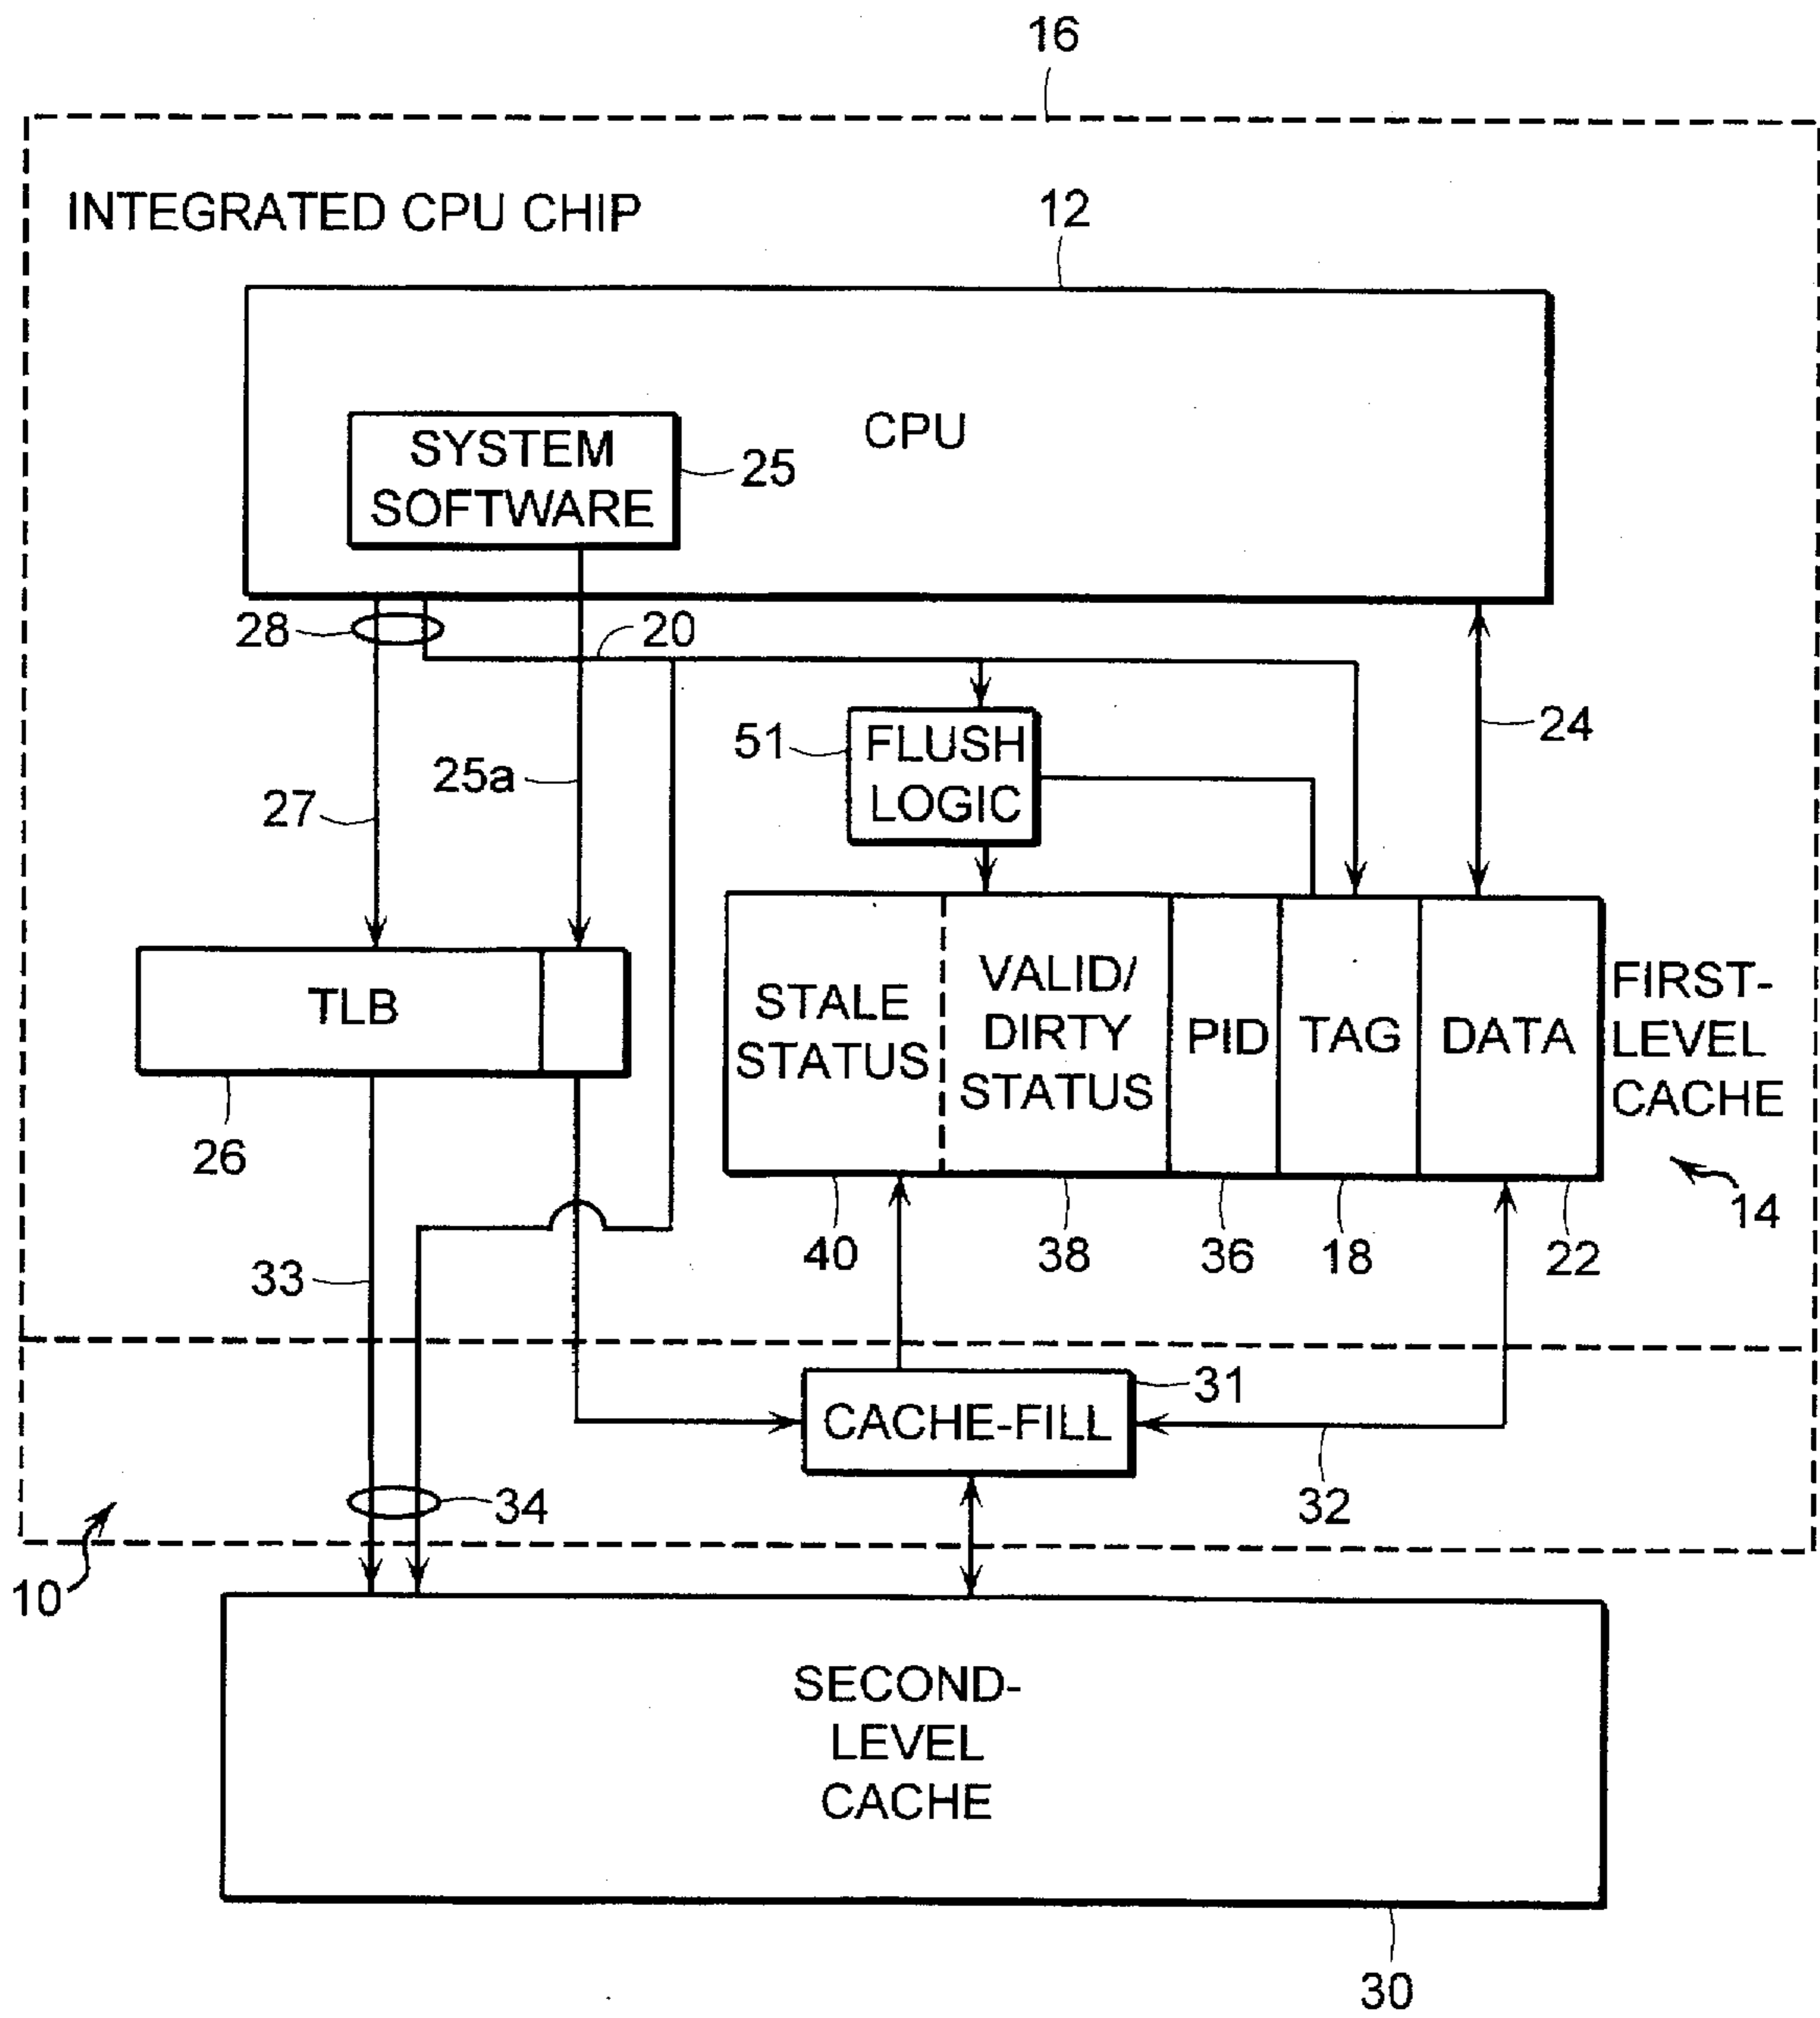 16
INTEGRATED CPU CHIP
12
CPU
SYSTEM
SOFTWARE
25
28
20
24
51
FLUSH
LOGIC
25a
27
TLB
26
STALE
STATUS
VALID/
DIRTY
STATUS
PID
TAG
DATA
FIRST-
LEVEL
CACHE
14
40
38
36
18
22
33
31
CACHE-FILL
32
34
10
SECOND-
LEVEL
CACHE
30